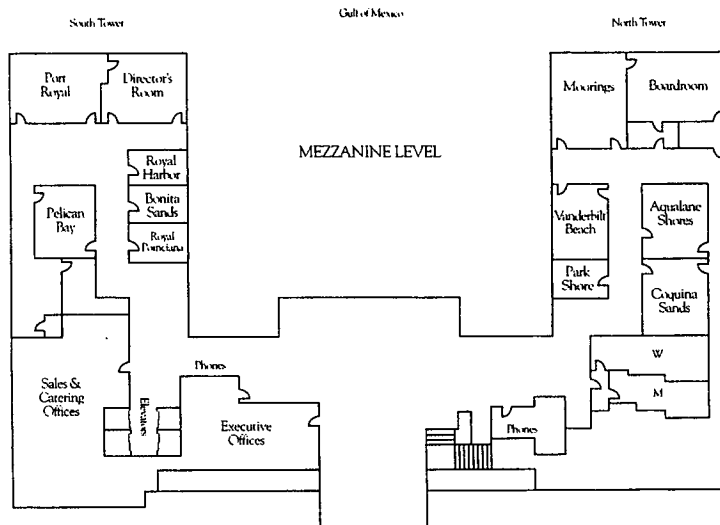 South Tower
Gulf of Mexico
North Tower
Port
Royal
Director's
Room
Moorings
Boardroom
MEZZANINE LEVEL
Royal
Harbor
Bonita
Sands
Royal
Poinciana
Pelican
Bay
Vanderbilt
Beach
Aqualane
Shores
Park
Shore
Coquina
Sands
W
M
Phones
Sales &
Catering
Offices
Elevators
Executive
Offices
Phones